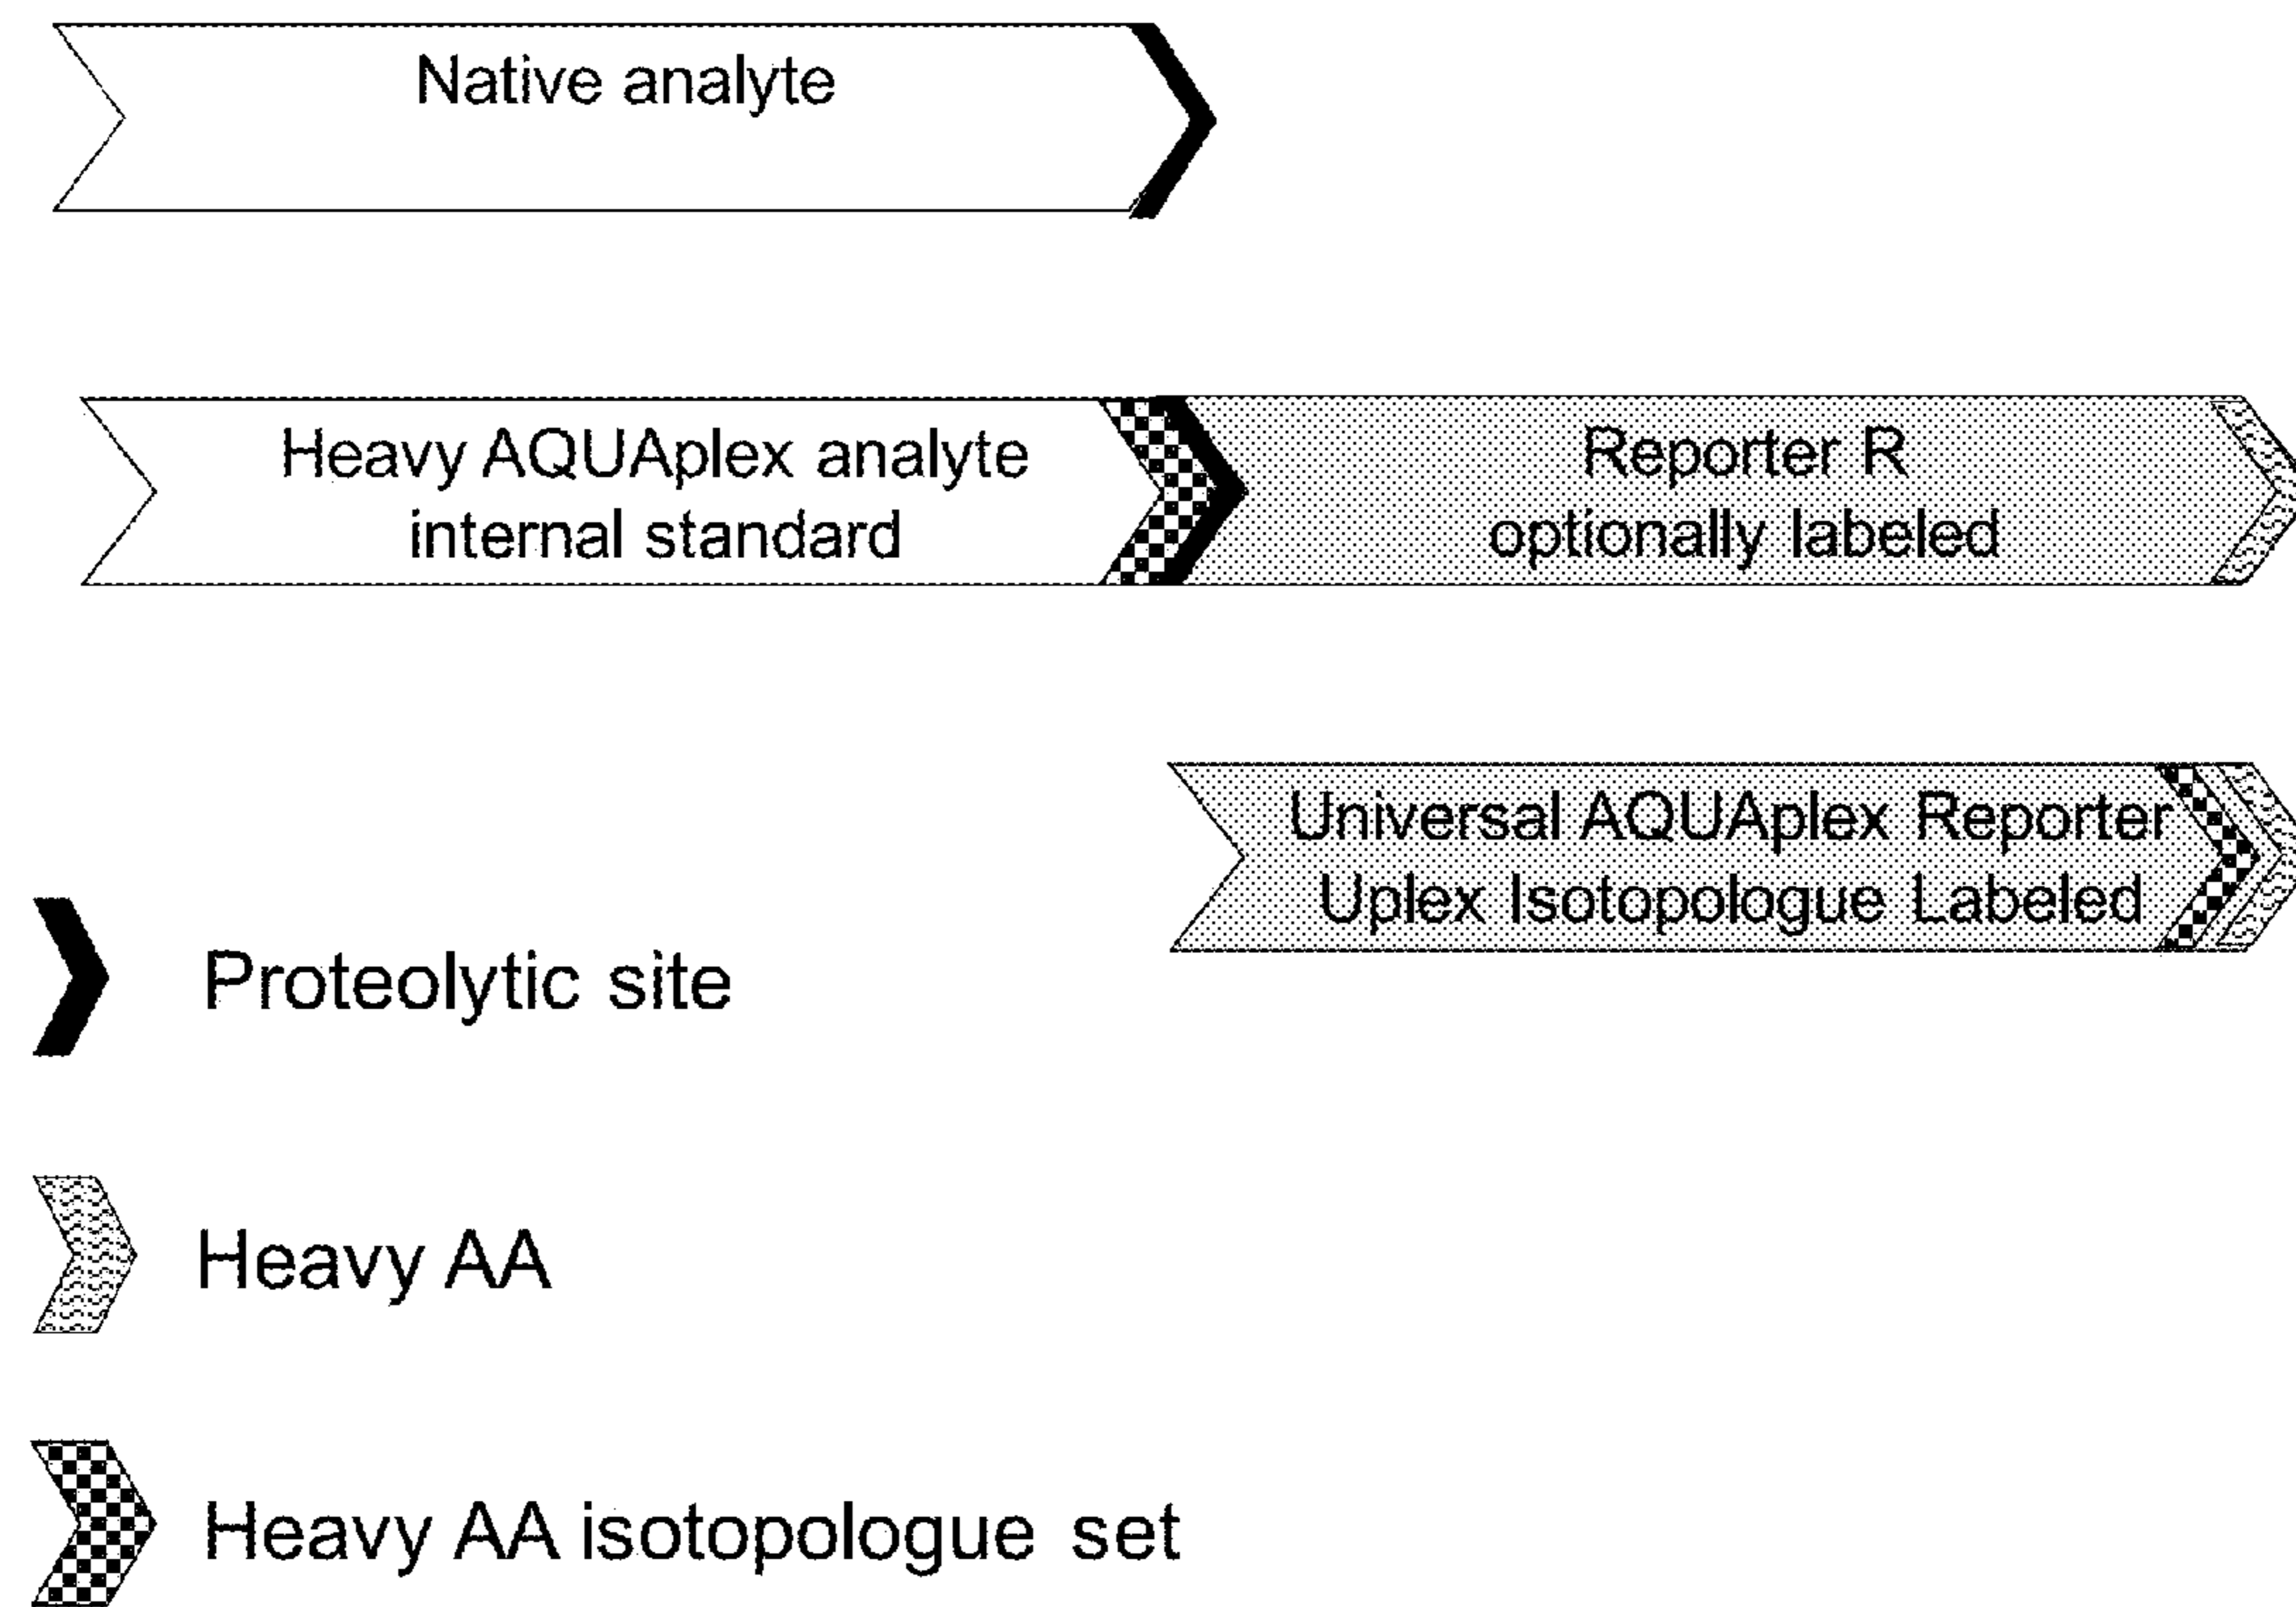 Native analyte
Heavy AQUAplex analyte
internal standard
Reporter R
optionally labeled
Universal AQUAplex Reporter
Uplex Isotopologue Labeled
Proteolytic site
Heavy AA
Heavy AA isotopologue set